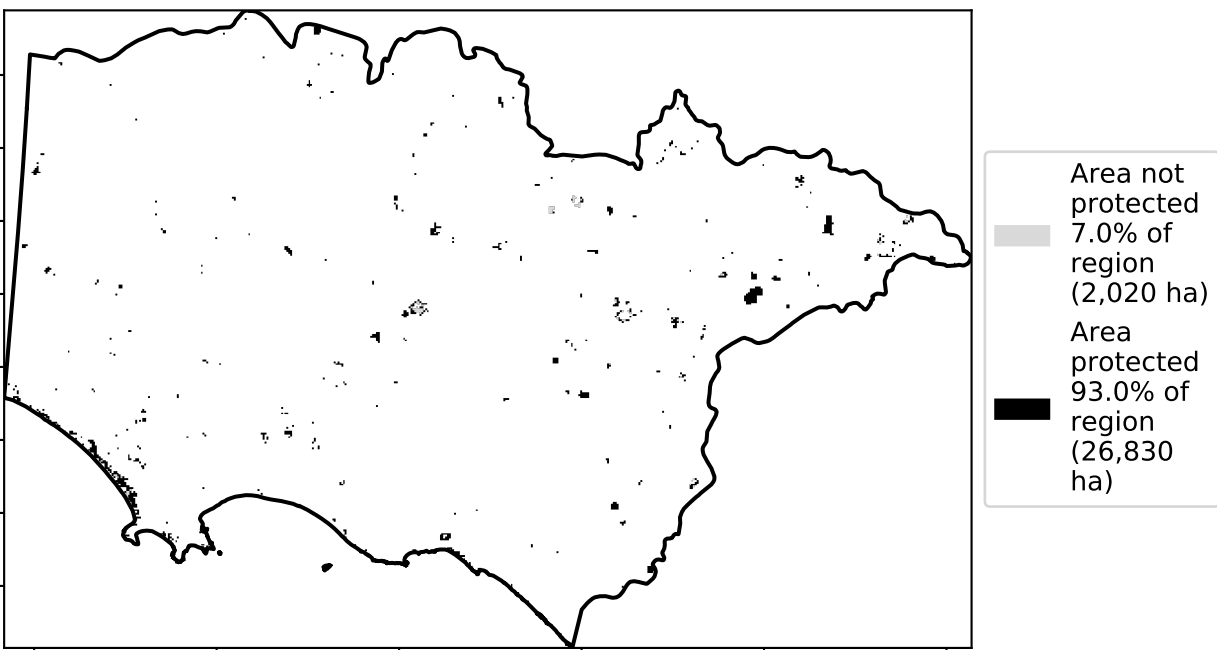 Area not
protected
7.0% of
region
(2,020 ha)
Area
protected
93.0% of
region
(26,830
ha)